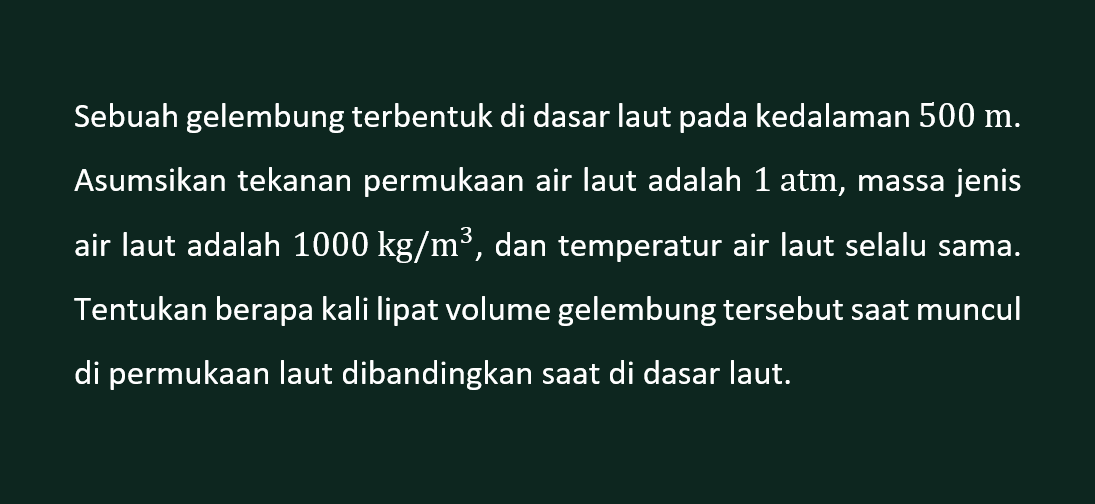 Sebuah gelembung terbentuk di dasar laut pada kedalaman 500 m.
Asumsikan tekanan permukaan air laut adalah 1 atm, massa jenis
air laut adalah 1000 kg/m³, dan temperatur air laut selalu sama.
Tentukan berapa kali lipat volume gelembung tersebut saat muncul
di permukaan laut dibandingkan saat di dasar laut.